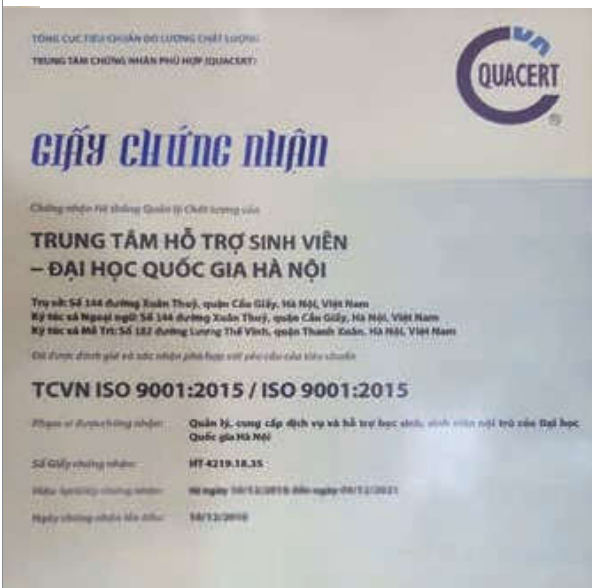 TỔNG CỤC TIÊU CHUẨN ĐO LƯỜNG CHẤT LƯỢNG
TRUNG TÂM CHỨNG NHẬN PHÙ HỢP (QUACERT)
vn
QUACERT
®
GIẤY CHỨNG NHẬN
Chứng nhận Hệ thống Quản lý Chất lượng của
TRUNG TÂM HỖ TRỢ SINH VIÊN
– ĐẠI HỌC QUỐC GIA HÀ NỘI
Trụ sở: Số 144 đường Xuân Thuỷ, quận Cầu Giấy, Hà Nội, Việt Nam
Ký túc xá Ngoại ngữ: Số 144 đường Xuân Thuỷ, quận Cầu Giấy, Hà Nội, Việt Nam
Ký túc xá Mễ Trì: Số 182 đường Lương Thế Vinh, quận Thanh Xuân, Hà Nội, Việt Nam
Đã được đánh giá và xác nhận phù hợp với yêu cầu của tiêu chuẩn
TCVN ISO 9001:2015 / ISO 9001:2015
Phạm vi được chứng nhận: Quản lý, cung cấp dịch vụ và hỗ trợ học sinh, sinh viên nội trú của Đại học
Quốc gia Hà Nội
Số Giấy chứng nhận: HT 4219.18.35
chứng nhận: từ ngày đến ngày
Ngày chứng nhận lần đầu: 10/12/2018